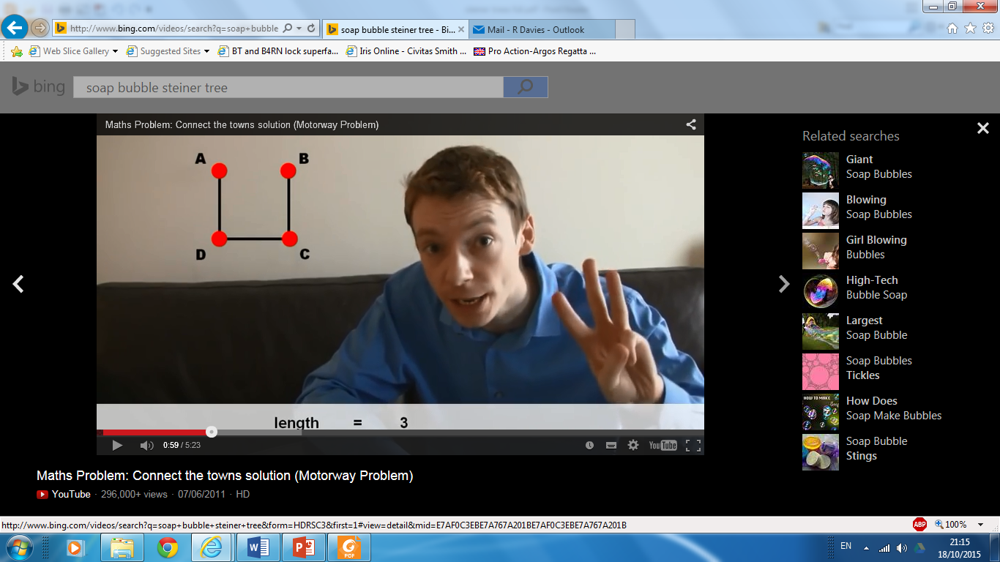 http://www.bing.com/videos/search?q=soap+bubble
soap bubble steiner tree - Bi...
Mail - R Davies - Outlook
Web Slice Gallery
Suggested Sites
BT and B4RN lock superfa...
Iris Online - Civitas Smith ...
Pro Action-Argos Regatta ...
bing
soap bubble steiner tree
Maths Problem: Connect the towns solution (Motorway Problem)
A
B
D
C
length = 3
0:59 / 5:23
YouTube
Maths Problem: Connect the towns solution (Motorway Problem)
YouTube · 296,000+ views · 07/06/2011 · HD
Related searches
Giant
Soap Bubbles
Blowing
Soap Bubbles
Girl Blowing
Bubbles
High-Tech
Bubble Soap
Largest
Soap Bubble
Soap Bubbles
Tickles
HOW TO MAKE
How Does
Soap Make Bubbles
Soap Bubble
Stings
http://www.bing.com/videos/search?q=soap+bubble+steiner+tree&form=HDRSC3&first=1#view=detail&mid=E7AF0C3EBE7A767A201BE7AF0C3EBE7A767A201B
ABP
100%
PDF
EN
21:15
18/10/2015